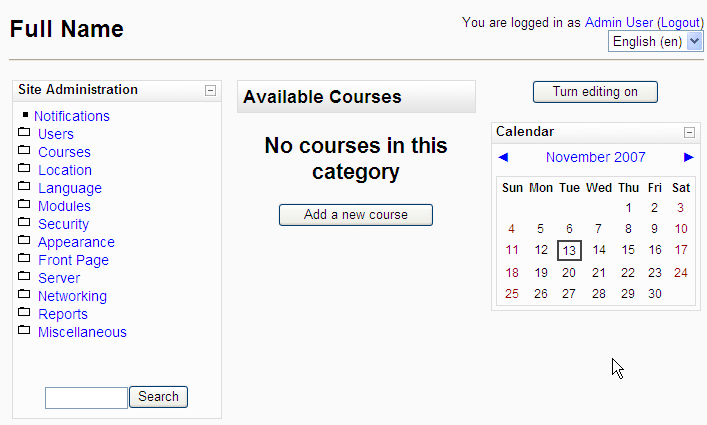 Full Name
You are logged in as Admin User (Logout)
English (en)
Site Administration
Notifications
Users
Courses
Location
Language
Modules
Security
Appearance
Front Page
Server
Networking
Reports
Miscellaneous
Search
Available Courses
No courses in this
category
Add a new course
Turn editing on
Calendar
◄ November 2007 ►
Sun Mon Tue Wed Thu Fri Sat
1 2 3
4 5 6 7 8 9 10
11 12 13 14 15 16 17
18 19 20 21 22 23 24
25 26 27 28 29 30